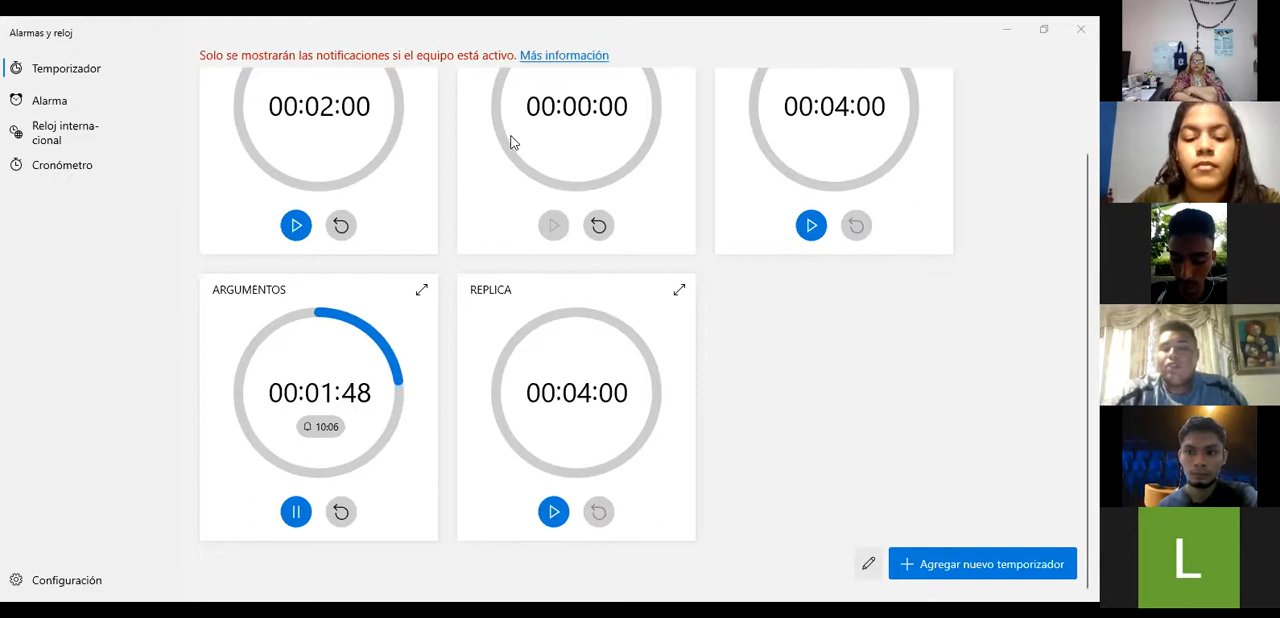 Alarmas y reloj
Solo se mostrarán las notificaciones si el equipo está activo. Más información
Temporizador
Alarma
Reloj interna-
cional
Cronómetro
00:02:00
00:00:00
00:04:00
ARGUMENTOS
REPLICA
00:01:48
10:06
00:04:00
Agregar nuevo temporizador
Configuración
L